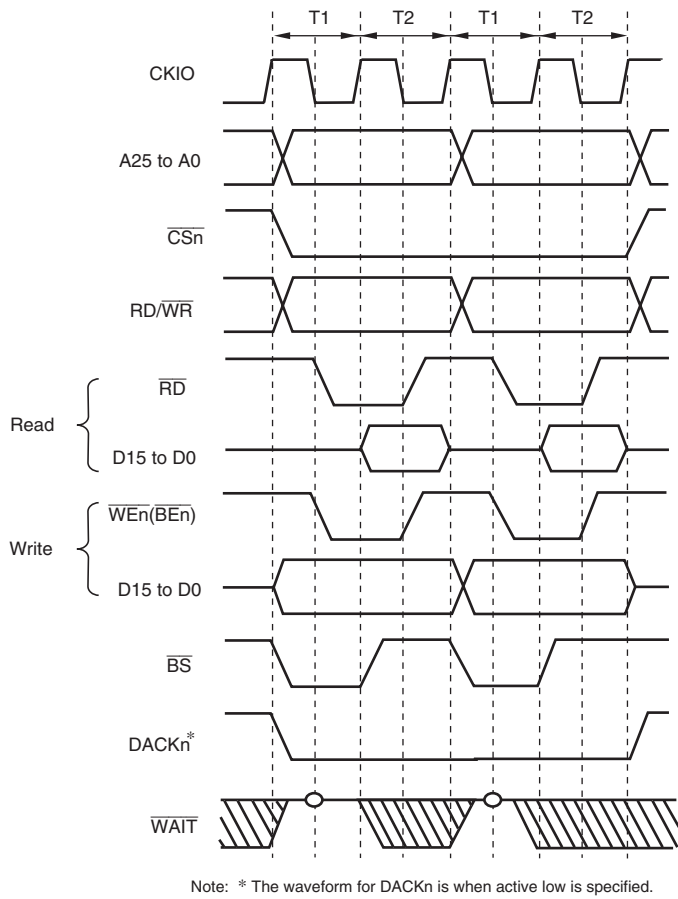 T1 T2 T1 T2
CKIO
A25 to A0
CSn
RD/WR
RD
Read
D15 to D0
WEn(BEn)
Write
D15 to D0
BS
DACKn*
WAIT
Note: * The waveform for DACKn is when active low is specified.